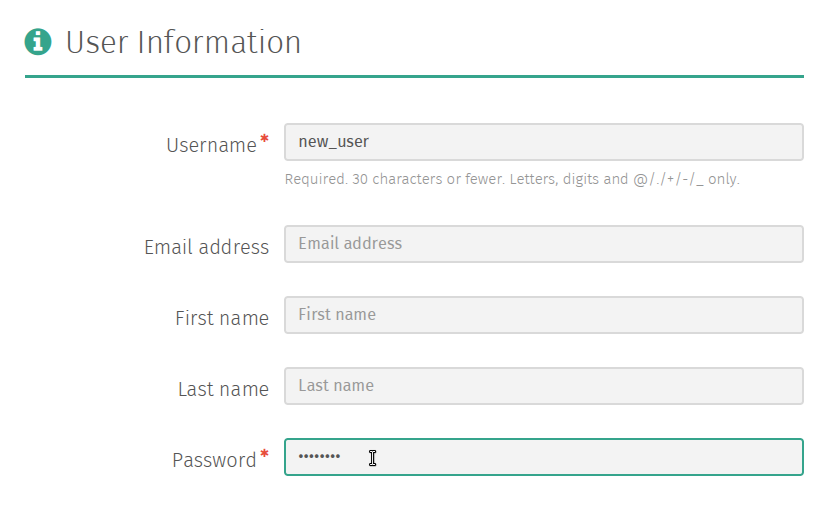 User Information
Username*
new_user
Required. 30 characters or fewer. Letters, digits and @/./+/-/_ only.
Email address
Email address
First name
First name
Last name
Last name
Password*
••••••••